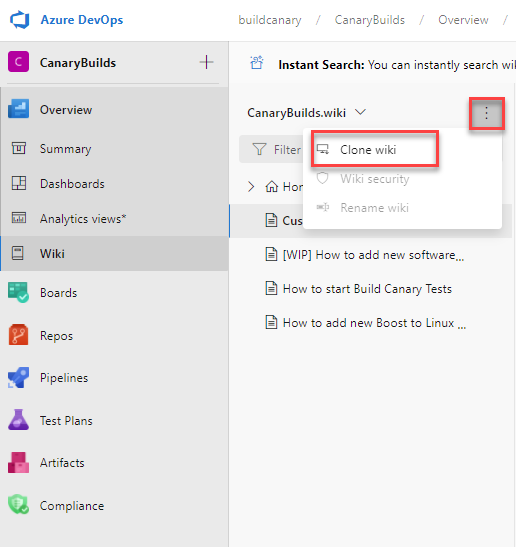 Azure DevOps
buildcanary / CanaryBuilds / Overview /
C CanaryBuilds +
Instant Search: You can instantly search wi
Overview
CanaryBuilds.wiki
Summary
Filter
Clone wiki
Dashboards
Wiki security
Hon
Rename wiki
Analytics views*
Cus
Wiki
[WIP] How to add new software...
Boards
How to start Build Canary Tests
Repos
How to add new Boost to Linux ...
Pipelines
Test Plans
Artifacts
Compliance